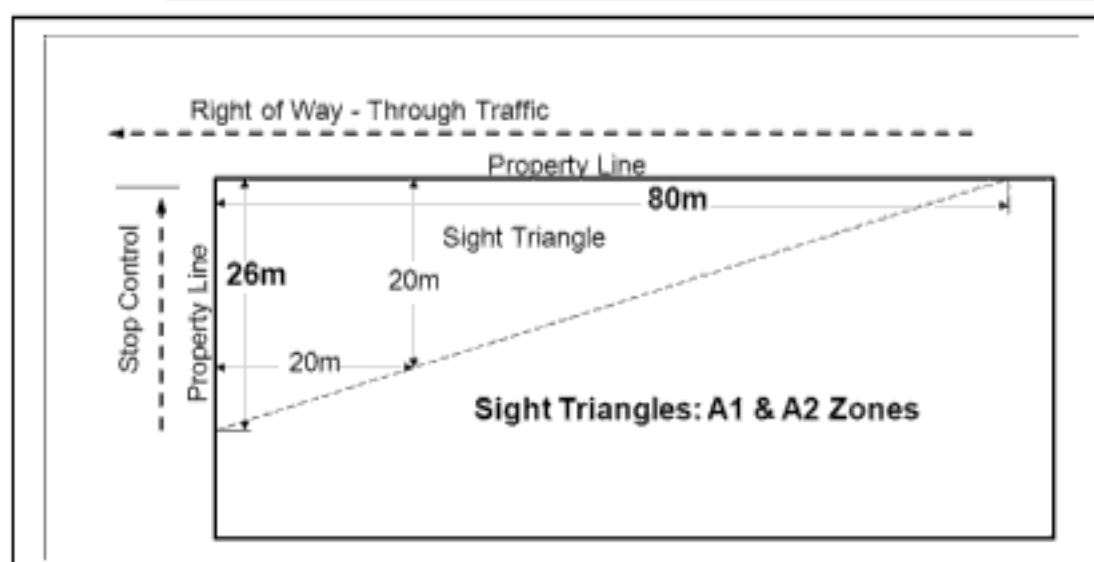 Right of Way - Through Traffic
Property Line
80m
Sight Triangle
Stop Control
Property Line
26m
20m
20m
Sight Triangles: A1 & A2 Zones